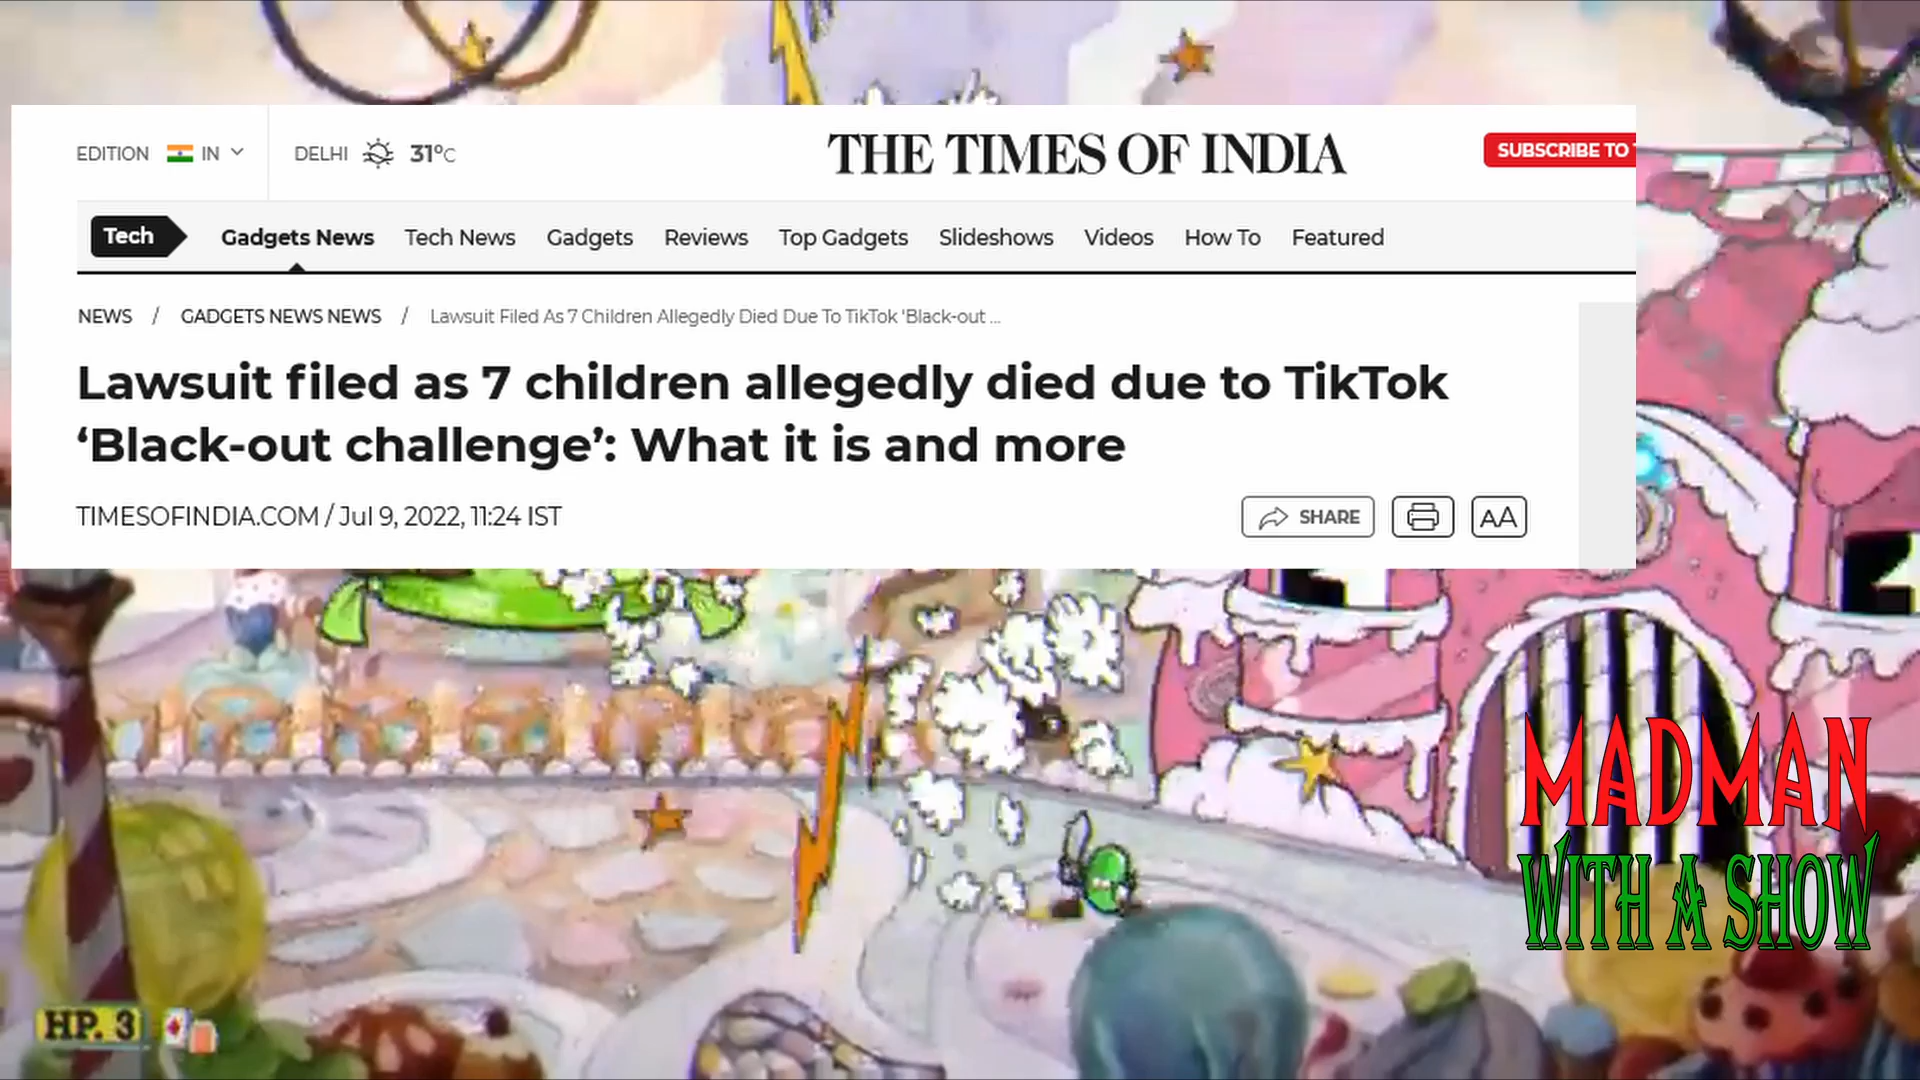 EDITION IN DELHI 31°C THE TIMES OF INDIA SUBSCRIBE TO
Tech Gadgets News Tech News Gadgets Reviews Top Gadgets Slideshows Videos How To Featured
NEWS / GADGETS NEWS NEWS / Lawsuit Filed As 7 Children Allegedly Died Due To TikTok ‘Black-out ...
Lawsuit filed as 7 children allegedly died due to TikTok
‘Black-out challenge’: What it is and more
TIMESOFINDIA.COM / Jul 9, 2022, 11:24 IST SHARE AA
MADMAN
WITH A SHOW
HP. 3